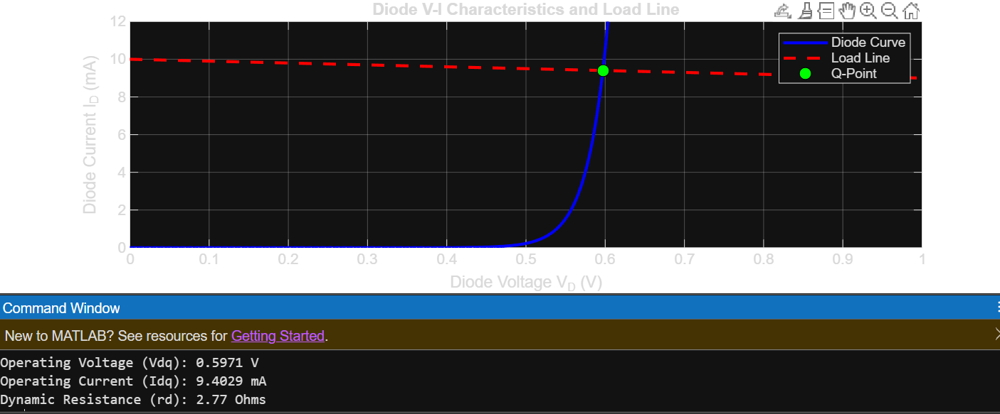 Diode V-I Characteristics and Load Line
12
10
8
6
4
2
0
Diode Current I_D (mA)
Diode Curve
Load Line
Q-Point
0 0.1 0.2 0.3 0.4 0.5 0.6 0.7 0.8 0.9 1
Diode Voltage V_D (V)
Command Window
New to MATLAB? See resources for Getting Started.
Operating Voltage (Vdq): 0.5971 V
Operating Current (Idq): 9.4029 mA
Dynamic Resistance (rd): 2.77 Ohms